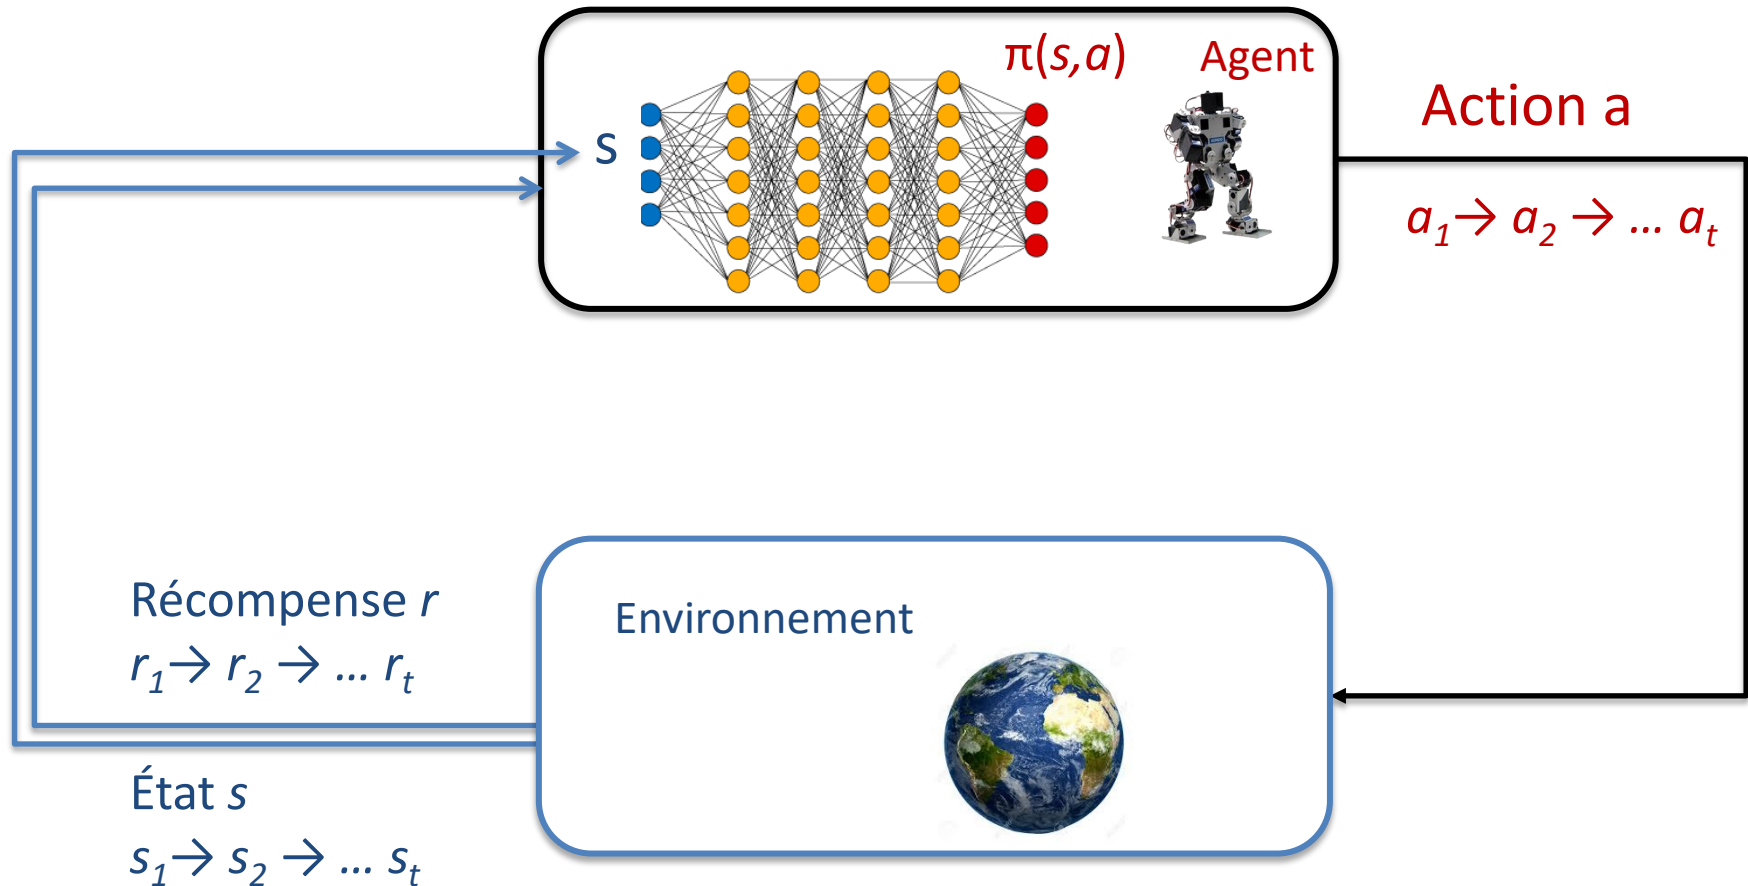 π(s,a)
Agent
s
Action a
a1→ a2 → ... at
Récompense r
r1→ r2 → ... rt
Environnement
État s
s1→ s2 → ... st